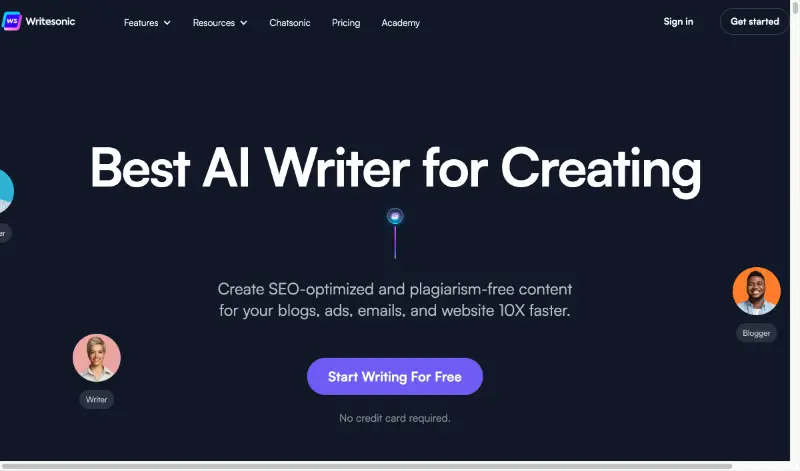 WS Writesonic Features Resources Chatsonic Pricing Academy Sign in Get started
Best AI Writer for Creating
Create SEO-optimized and plagiarism-free content
for your blogs, ads, emails, and website 10X faster.
Blogger
Writer
Start Writing For Free
No credit card required.